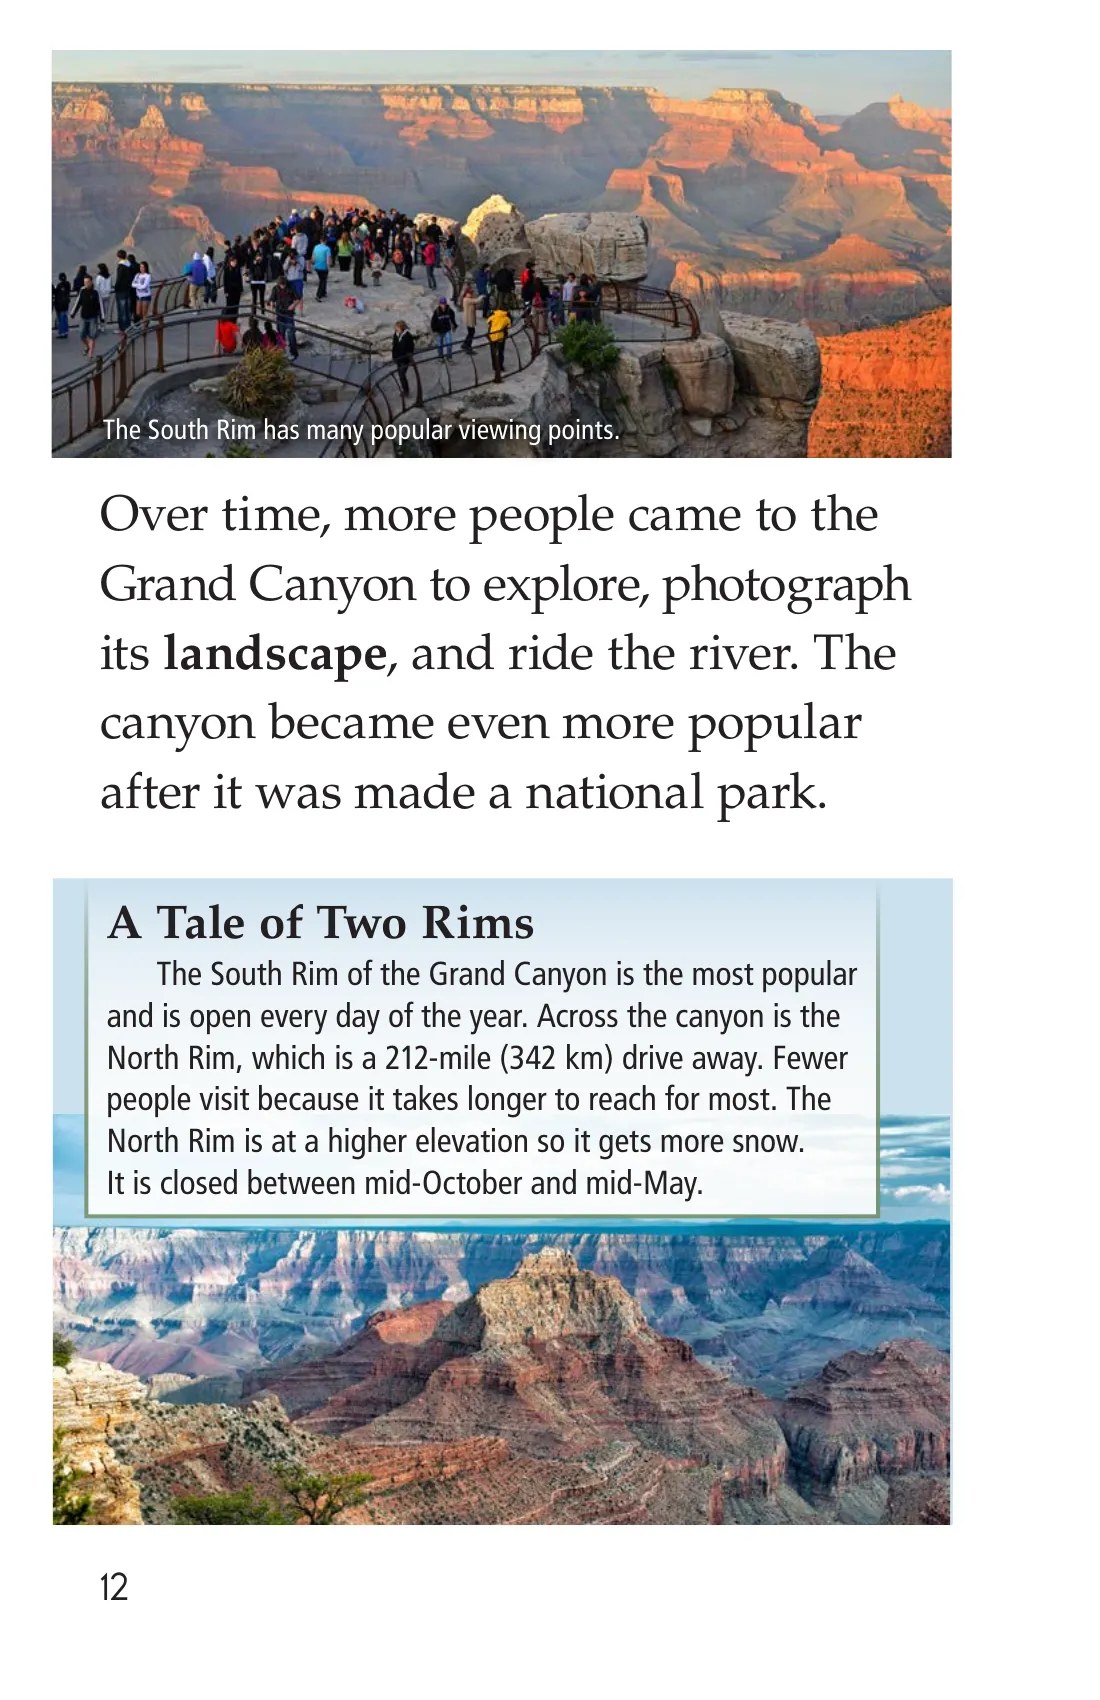 The South Rim has many popular viewing points.
Over time, more people came to the
Grand Canyon to explore, photograph
its landscape, and ride the river. The
canyon became even more popular
after it was made a national park.
A Tale of Two Rims
The South Rim of the Grand Canyon is the most popular
and is open every day of the year. Across the canyon is the
North Rim, which is a 212-mile (342 km) drive away. Fewer
people visit because it takes longer to reach for most. The
North Rim is at a higher elevation so it gets more snow.
It is closed between mid-October and mid-May.
12